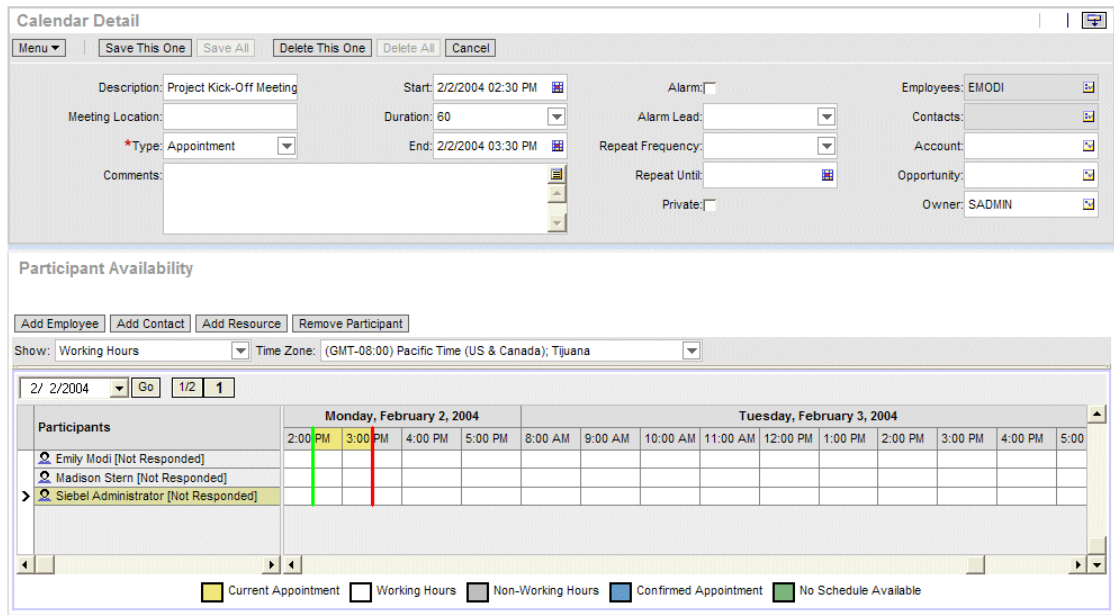 Calendar Detail
Menu Save This One Save All Delete This One Delete All Cancel
Description: Project Kick-Off Meeting Start: 2/2/2004 02:30 PM Alarm: Employees: EMODI
Meeting Location: Duration: 60 Alarm Lead: Contacts:
*Type: Appointment End: 2/2/2004 03:30 PM Repeat Frequency: Account:
Comments: Repeat Until: Opportunity:
Private: Owner: SADMIN
Participant Availability
Add Employee Add Contact Add Resource Remove Participant
Show: Working Hours Time Zone: (GMT-08:00) Pacific Time (US & Canada); Tijuana
2/ 2/2004 Go 1/2 1
Participants Monday, February 2, 2004 Tuesday, February 3, 2004
2:00 PM 3:00 PM 4:00 PM 5:00 PM 8:00 AM 9:00 AM 10:00 AM 11:00 AM 12:00 PM 1:00 PM 2:00 PM 3:00 PM 4:00 PM 5:00
Emily Modi [Not Responded]
Madison Stern [Not Responded]
Siebel Administrator [Not Responded]
Current Appointment Working Hours Non-Working Hours Confirmed Appointment No Schedule Available